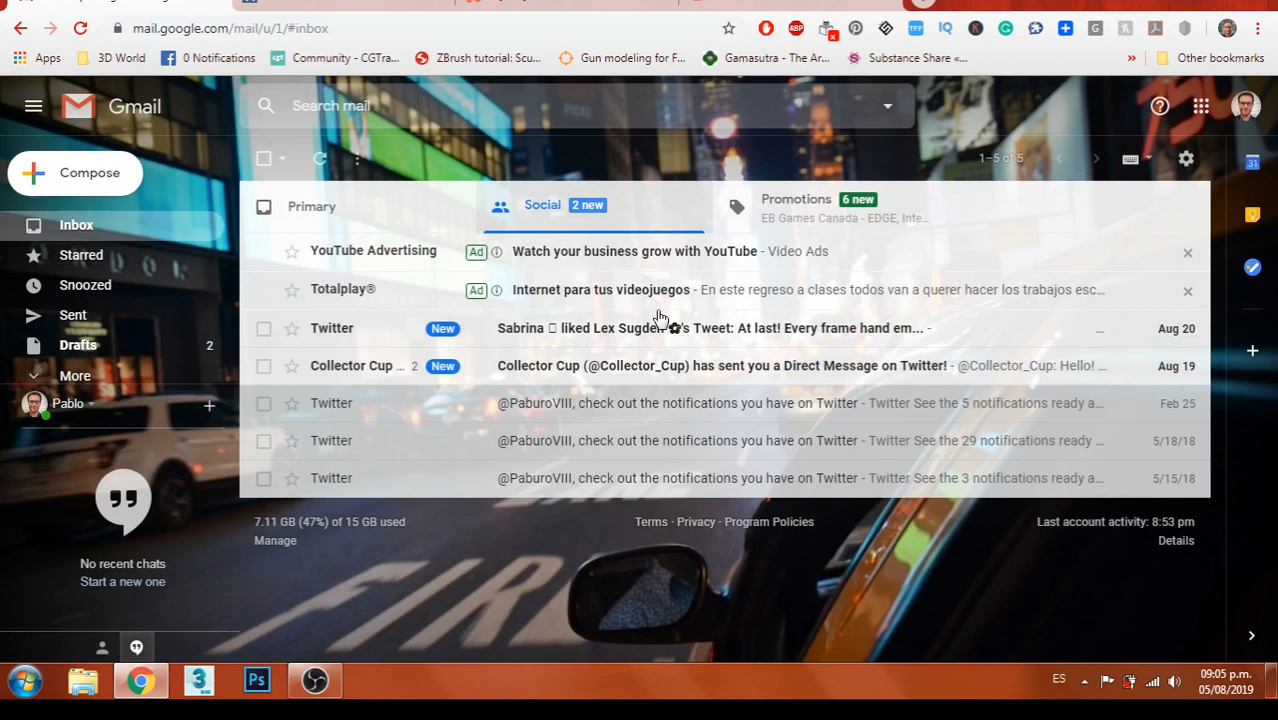 mail.google.com/mail/u/1/#inbox
Apps 3D World 0 Notifications Community - CGTra... ZBrush tutorial: Scu... Gun modeling for F... Gamasutra - The Ar... Substance Share «... » Other bookmarks
Gmail
Search mail
Compose
1–5 of 5
Inbox
Starred
Snoozed
Sent
Drafts 2
More
Pablo
No recent chats
Start a new one
Primary
Social 2 new
Promotions 6 new
EB Games Canada - EDGE, Inte...
YouTube Advertising Ad Watch your business grow with YouTube - Video Ads
Totalplay® Ad Internet para tus videojuegos - En este regreso a clases todos van a querer hacer los trabajos esc...
Twitter New Sabrina liked Lex Sugden's Tweet: At last! Every frame hand em... - ... Aug 20
Collector Cup ... 2 New Collector Cup (@Collector_Cup) has sent you a Direct Message on Twitter! - @Collector_Cup: Hello! ... Aug 19
Twitter @PaburoVIII, check out the notifications you have on Twitter - Twitter See the 5 notifications ready a... Feb 25
Twitter @PaburoVIII, check out the notifications you have on Twitter - Twitter See the 29 notifications ready ... 5/18/18
Twitter @PaburoVIII, check out the notifications you have on Twitter - Twitter See the 3 notifications ready a... 5/15/18
7.11 GB (47%) of 15 GB used
Manage
Terms · Privacy · Program Policies
Last account activity: 8:53 pm
Details
FIR
750
3
Ps
ES
09:05 p.m.
05/08/2019